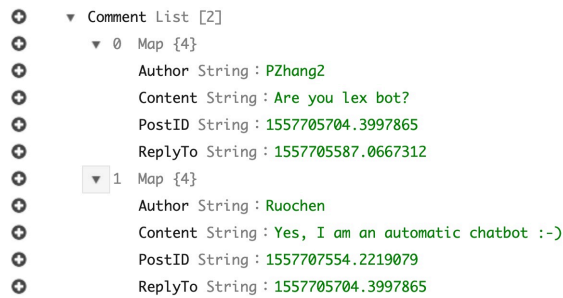 Comment List [2]
0 Map {4}
Author String : PZhang2
Content String : Are you lex bot?
PostID String : 1557705704.3997865
ReplyTo String : 1557705587.0667312
1 Map {4}
Author String : Ruochen
Content String : Yes, I am an automatic chatbot :-)
PostID String : 1557707554.2219079
ReplyTo String : 1557705704.3997865